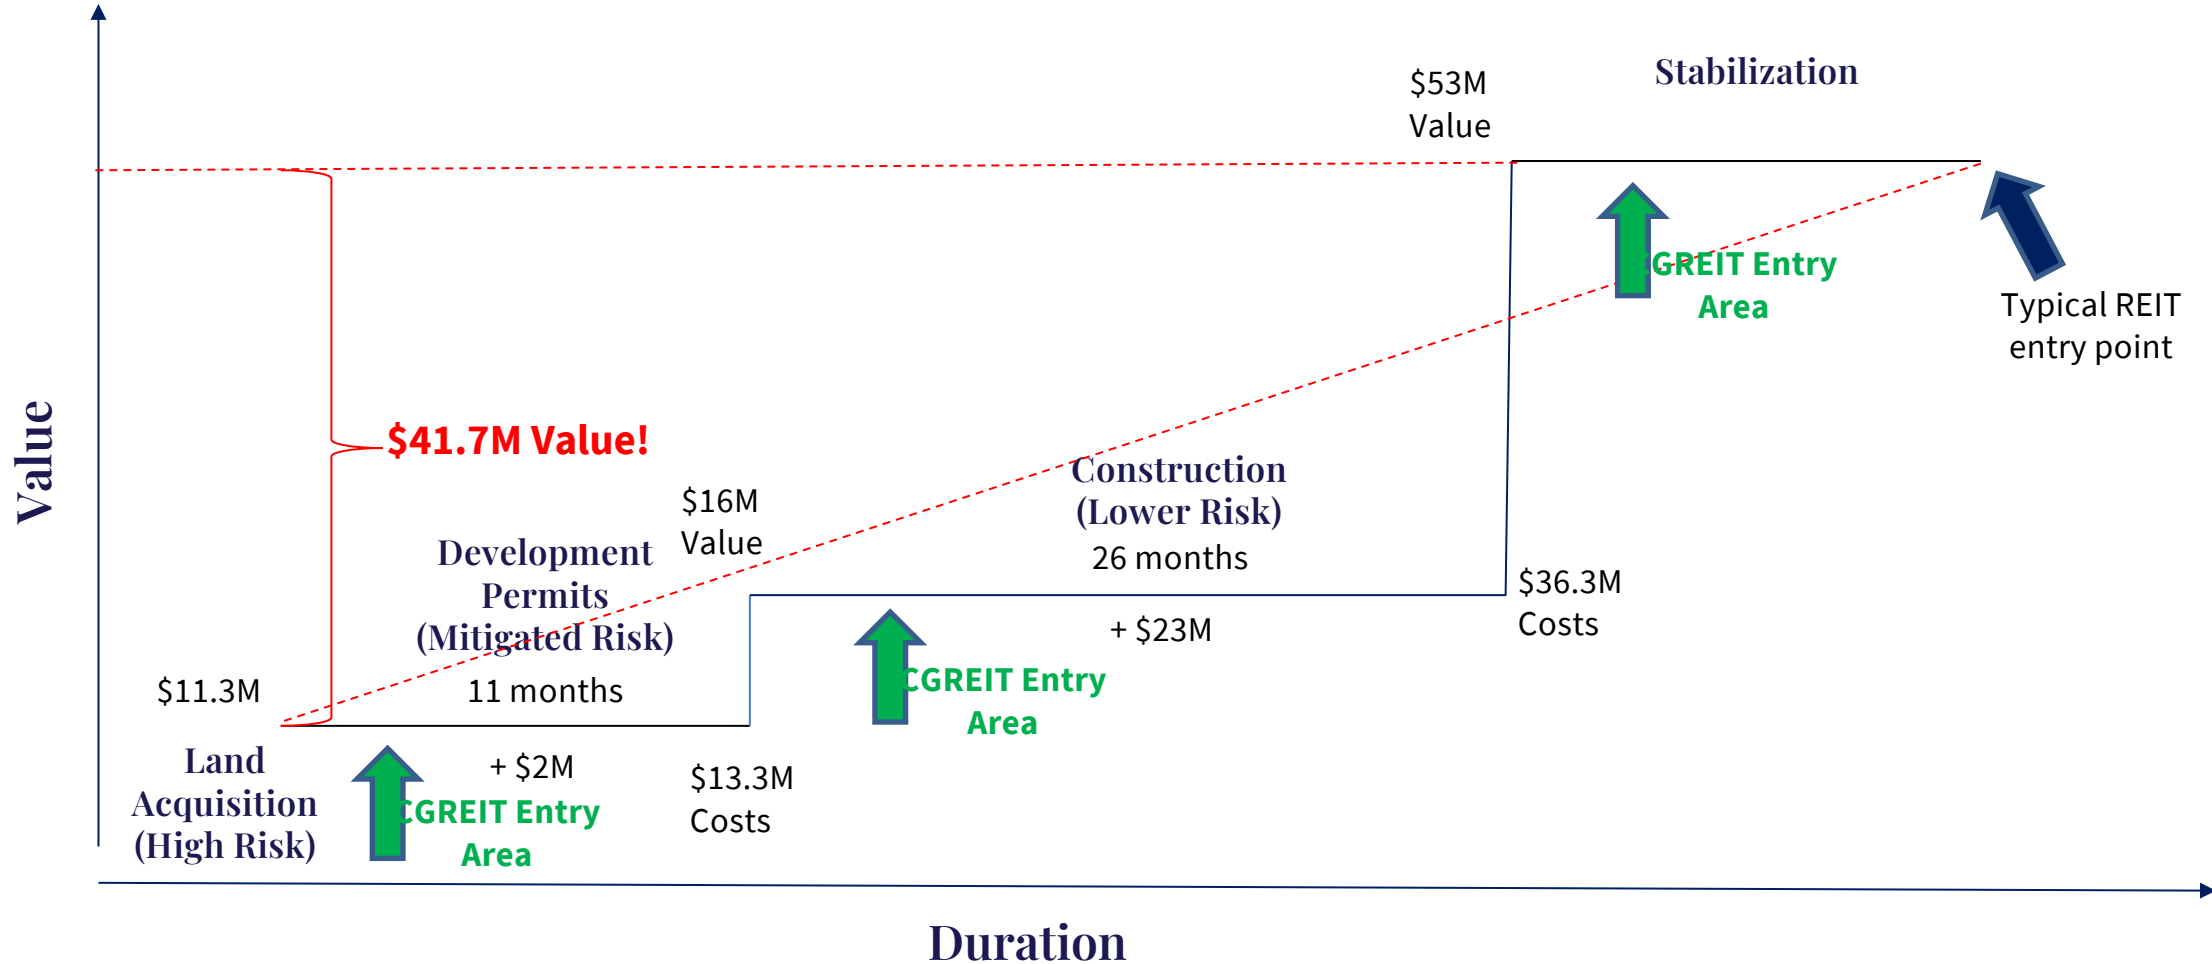 Stabilization
$53M
Value
CGREIT Entry
Area
Typical REIT
entry point
Value
$41.7M Value!
Construction
(Lower Risk)
26 months
$16M
Value
Development
Permits
(Mitigated Risk)
11 months
$36.3M
Costs
+ $23M
CGREIT Entry
Area
$11.3M
Land
Acquisition
(High Risk)
+ $2M
CGREIT Entry
Area
$13.3M
Costs
Duration